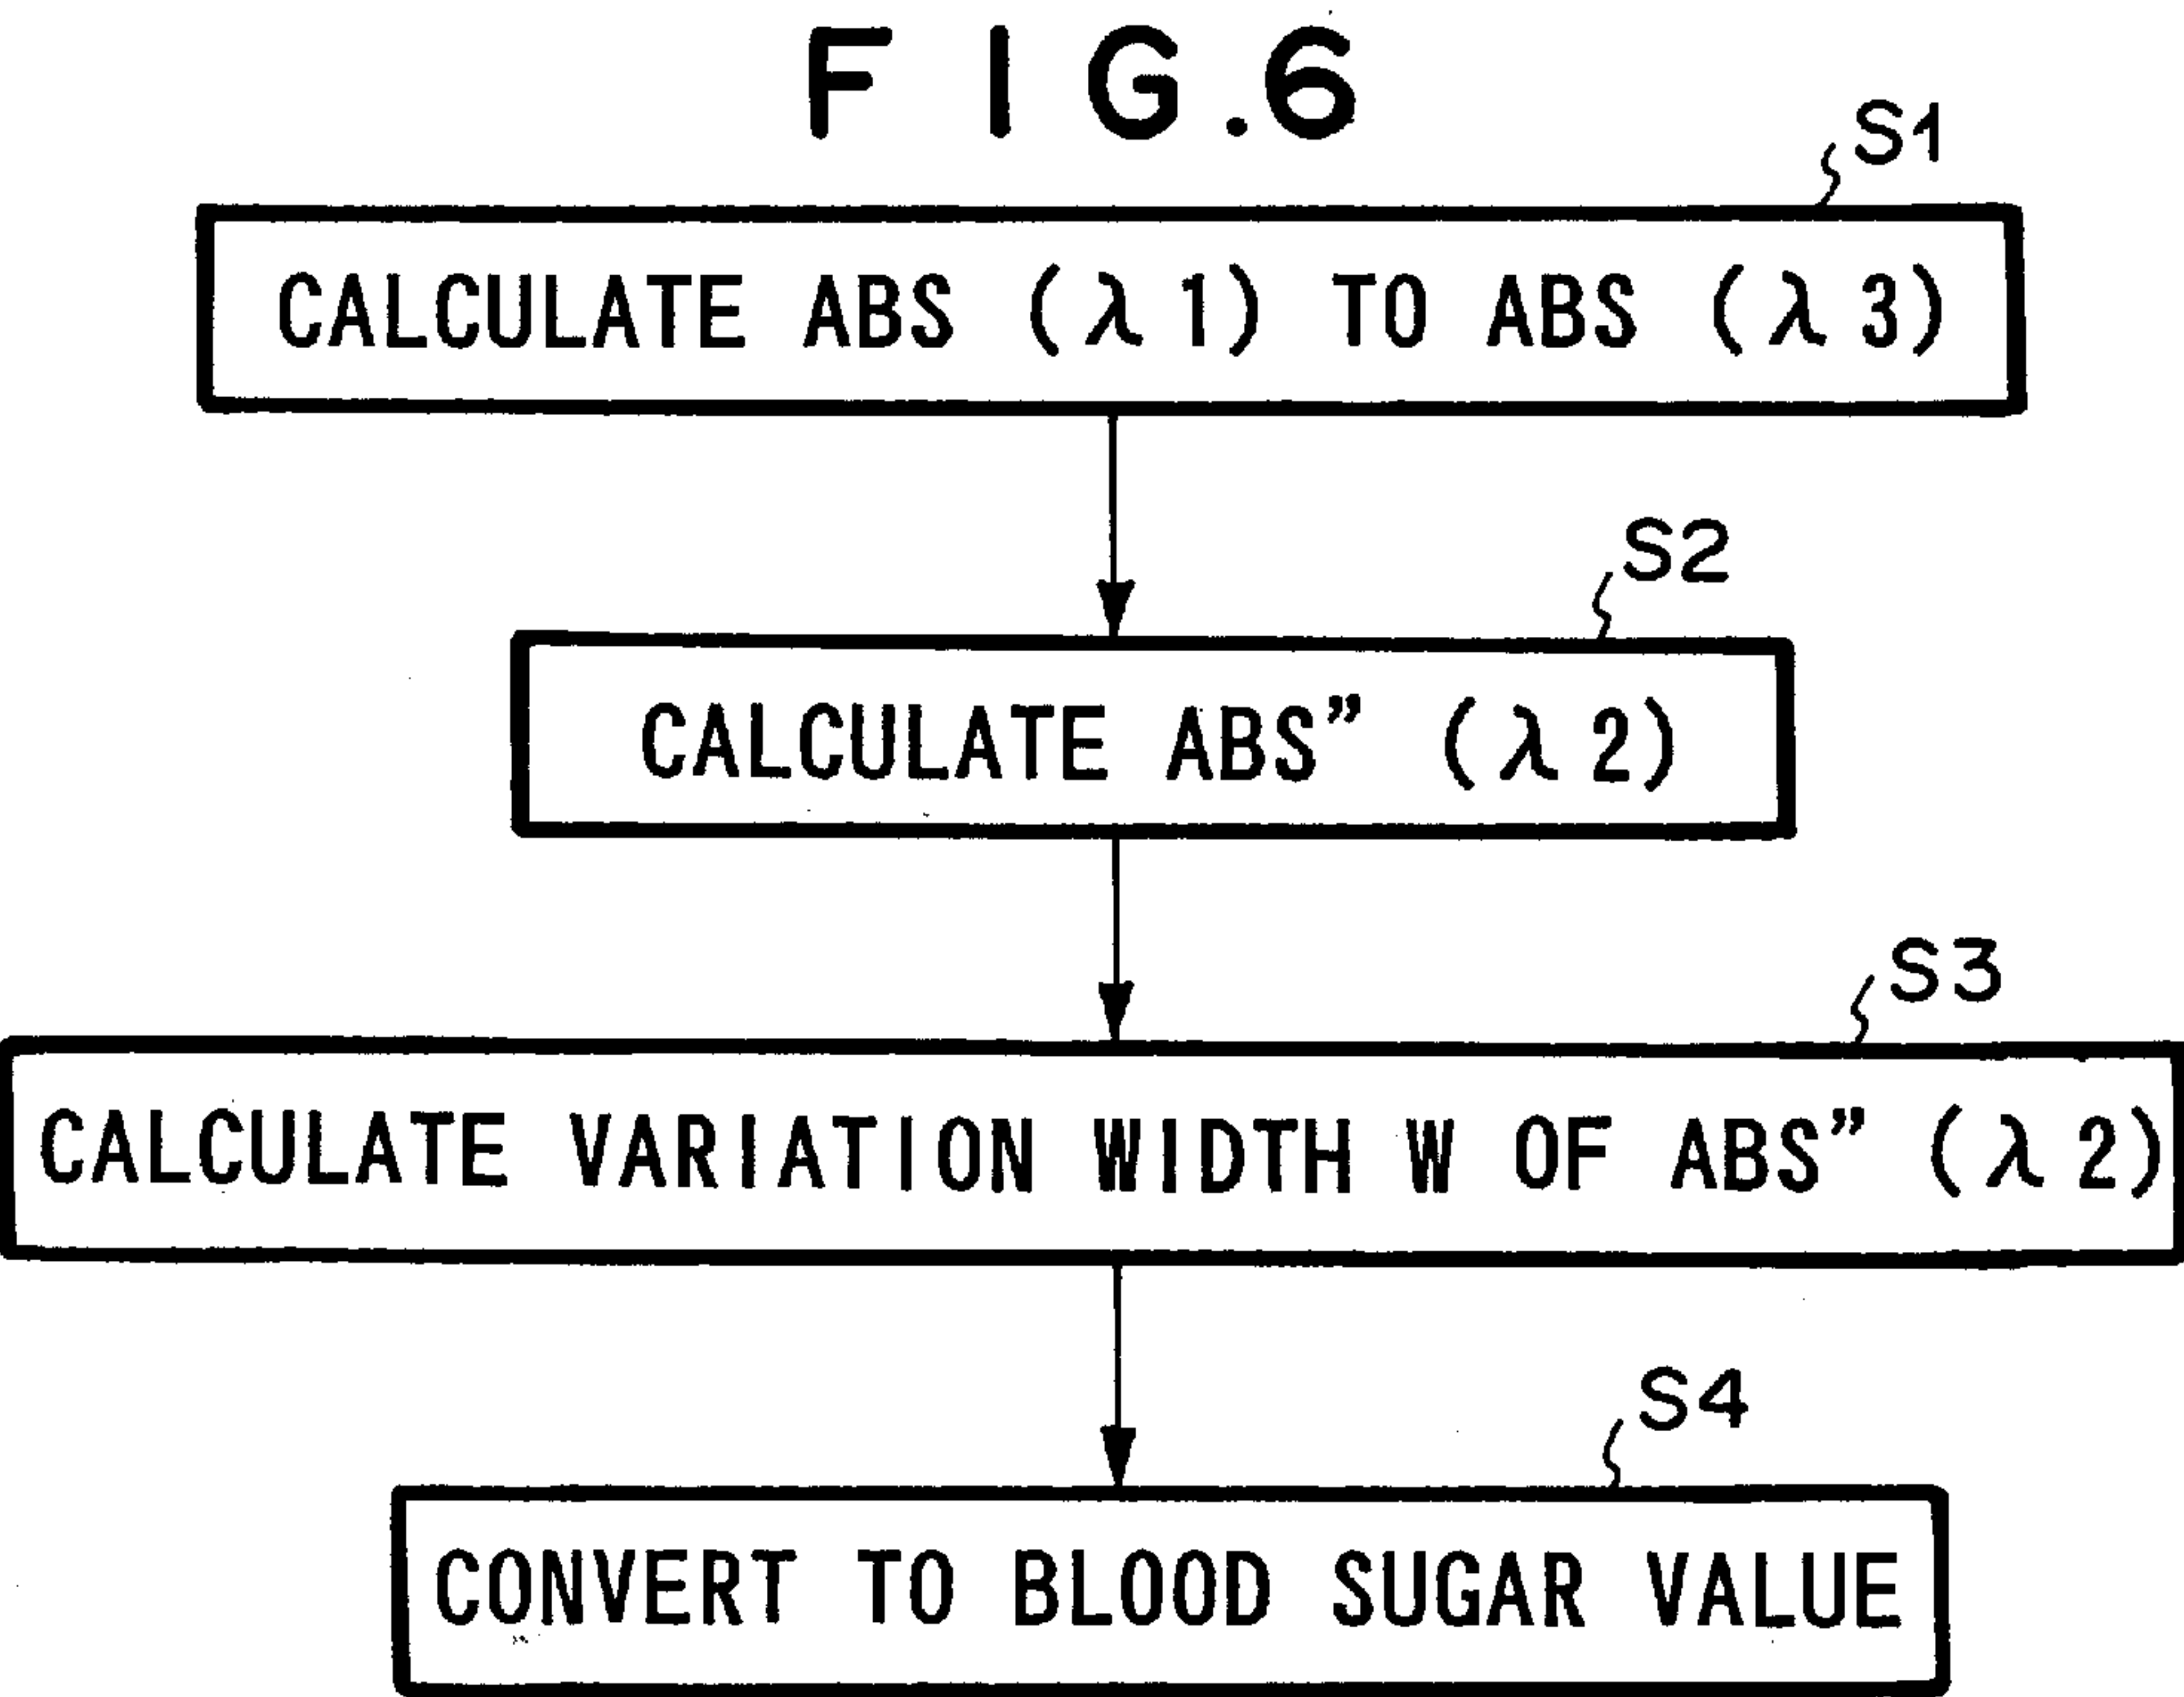 FIG.6
S1
CALCULATE ABS (λ1) TO ABS (λ3)
S2
CALCULATE ABS” (λ2)
S3
CALCULATE VARIATION WIDTH W OF ABS” (λ2)
S4
CONVERT TO BLOOD SUGAR VALUE